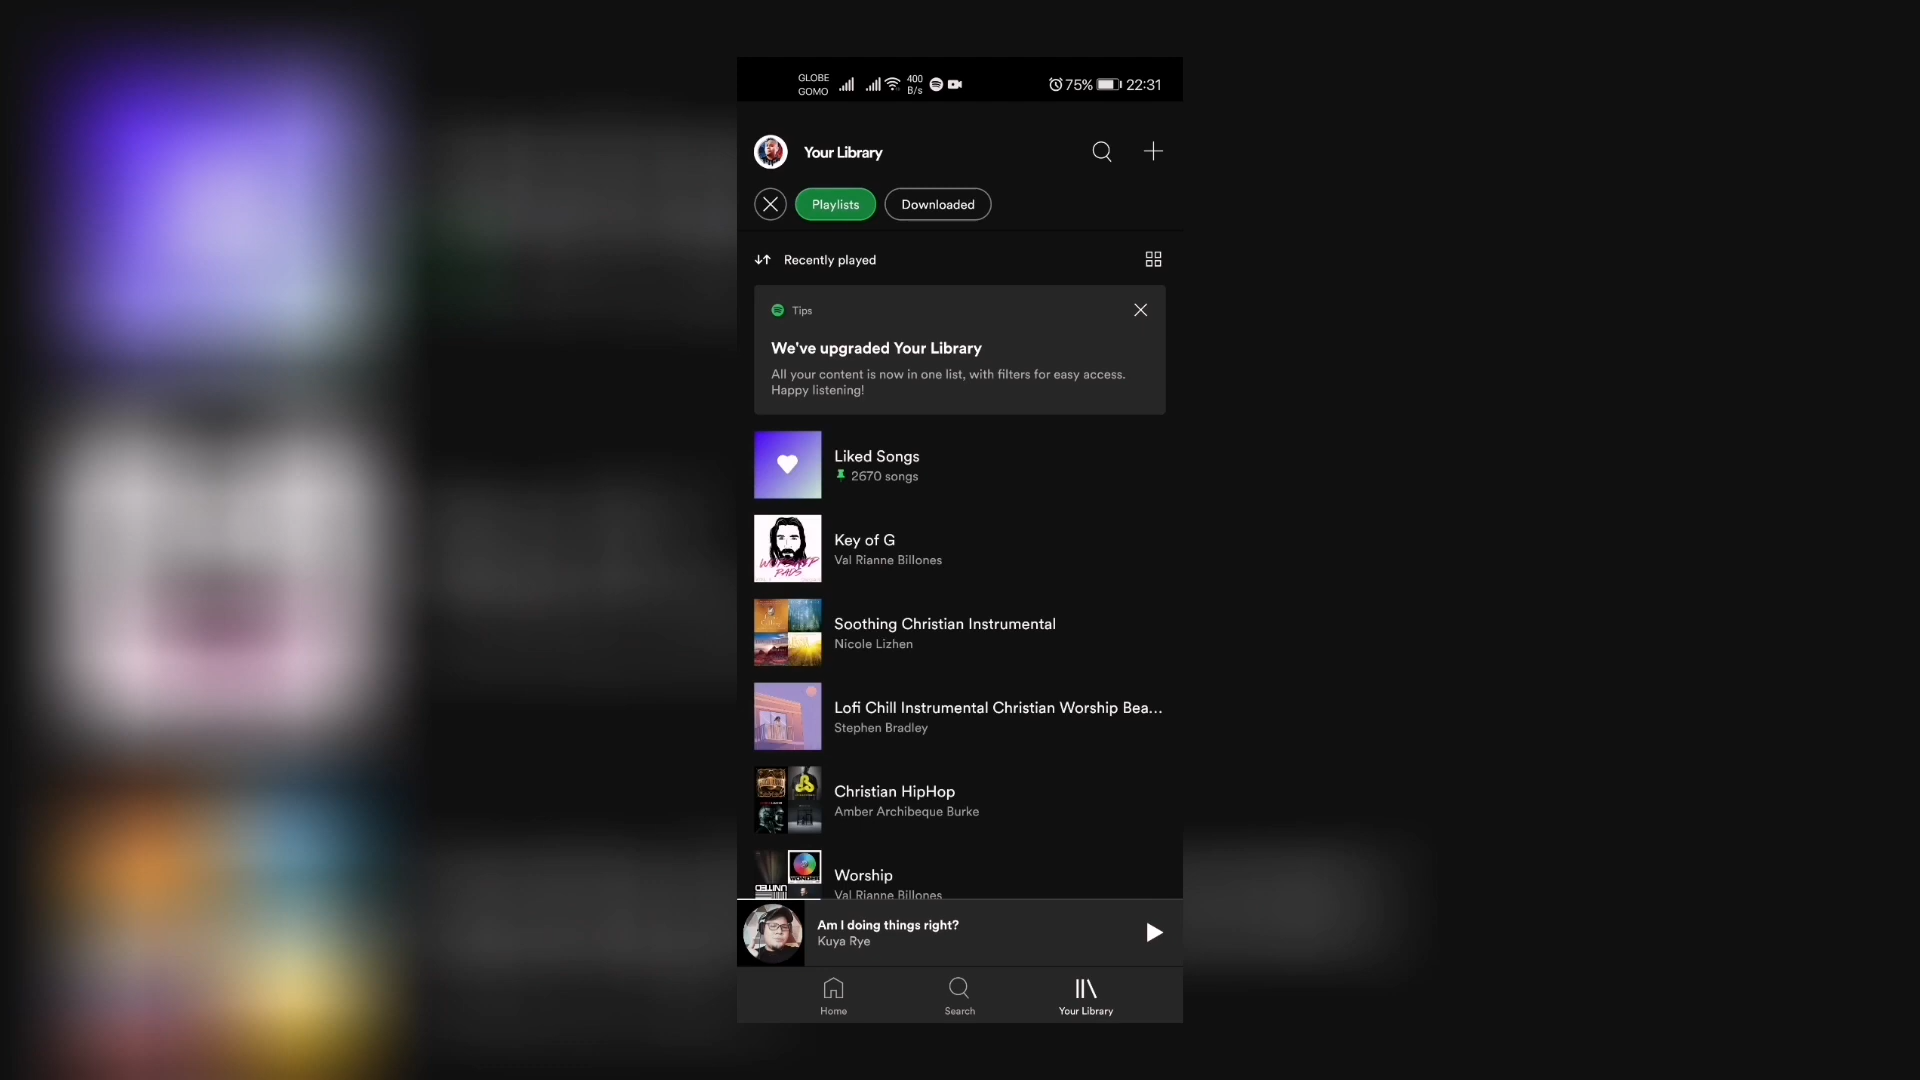 GLOBE
GOMO
400
B/s
75%
22:31
Your Library
Playlists
Downloaded
Recently played
Tips
We've upgraded Your Library
All your content is now in one list, with filters for easy access.
Happy listening!
Liked Songs
2670 songs
WORSHIP
PADS
Key of G
Val Rianne Billones
Soothing Christian Instrumental
Nicole Lizhen
Lofi Chill Instrumental Christian Worship Bea...
Stephen Bradley
Christian HipHop
Amber Archibeque Burke
UNITED
Worship
Val Rianne Billones
Am I doing things right?
Kuya Rye
Home
Search
Your Library